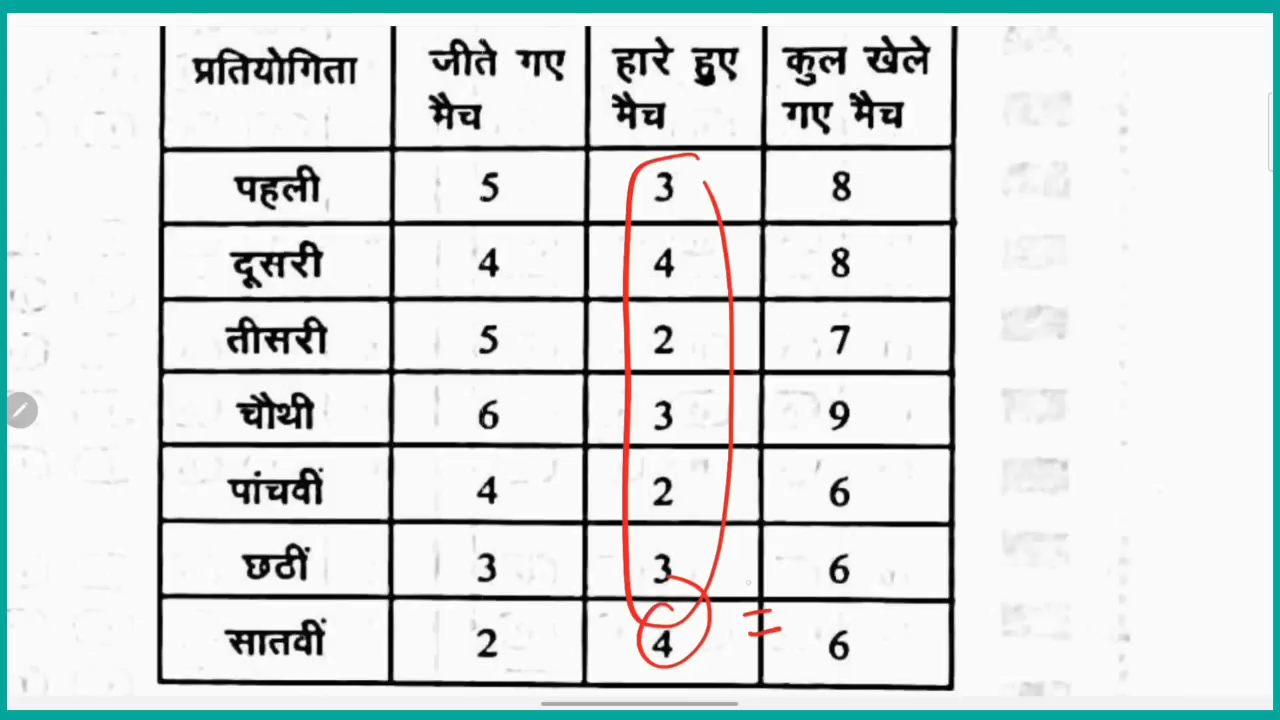 प्रतियोगिता जीते गए मैच हारे हुए मैच कुल खेले गए मैच
पहली 5 3 8
दूसरी 4 4 8
तीसरी 5 2 7
चौथी 6 3 9
पांचवीं 4 2 6
छठीं 3 3 6
सातवीं 2 4 6
=